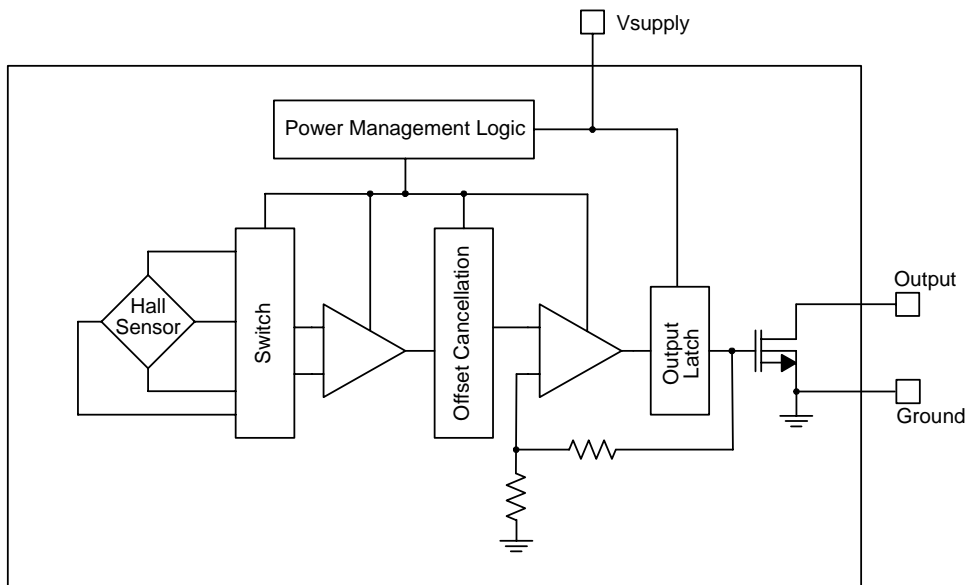 Vsupply
Power Management Logic
Hall
Sensor
Switch
Offset Cancellation
Output
Latch
Output
Ground